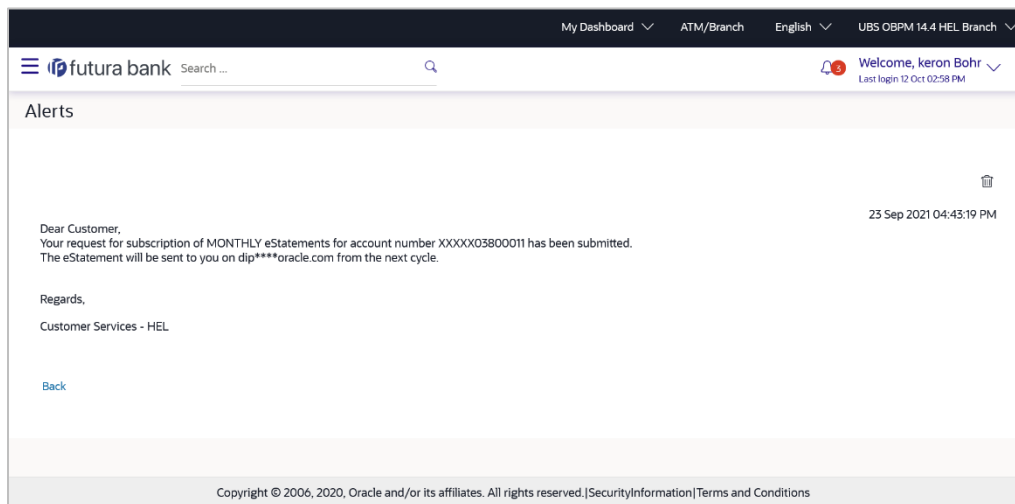 My Dashboard ATM/Branch English UBS OBPM 14.4 HEL Branch
futura bank Search ... 3 Welcome, keron Bohr
Last login 12 Oct 02:58 PM
Alerts
23 Sep 2021 04:43:19 PM
Dear Customer,
Your request for subscription of MONTHLY eStatements for account number XXXXX03800011 has been submitted.
The eStatement will be sent to you on dip****oracle.com from the next cycle.
Regards,
Customer Services - HEL
Back
Copyright © 2006, 2020, Oracle and/or its affiliates. All rights reserved.|SecurityInformation|Terms and Conditions